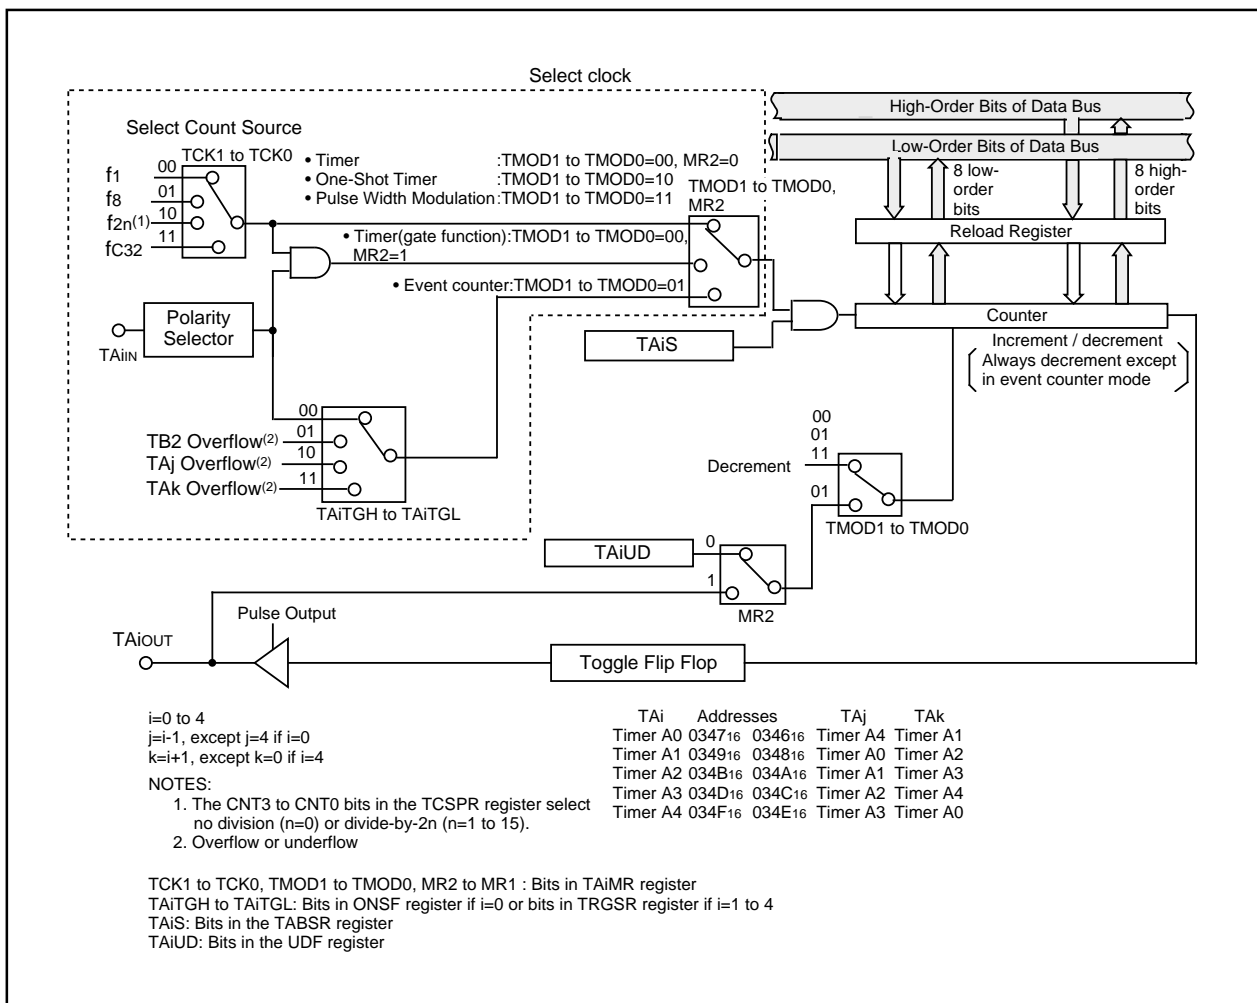 Select clock
High-Order Bits of Data Bus
Low-Order Bits of Data Bus
Select Count Source
TCK1 to TCK0
f1 00
f8 01
f2n(1) 10
fC32 11
• Timer :TMOD1 to TMOD0=00, MR2=0
• One-Shot Timer :TMOD1 to TMOD0=10
• Pulse Width Modulation:TMOD1 to TMOD0=11
TMOD1 to TMOD0,
MR2
8 low-
order
bits
8 high-
order
bits
Reload Register
• Timer(gate function):TMOD1 to TMOD0=00,
MR2=1
• Event counter:TMOD1 to TMOD0=01
Polarity
Selector
TAiIN
TAiS
Counter
Increment / decrement
Always decrement except
in event counter mode
00
TB2 Overflow(2) 01
TAj Overflow(2) 10
TAk Overflow(2) 11
TAiTGH to TAiTGL
00
01
Decrement 11
01
TMOD1 to TMOD0
TAiUD 0
1
MR2
Pulse Output
TAiOUT
Toggle Flip Flop
i=0 to 4
j=i-1, except j=4 if i=0
k=i+1, except k=0 if i=4
TAi Addresses TAj TAk
Timer A0 034716 034616 Timer A4 Timer A1
Timer A1 034916 034816 Timer A0 Timer A2
Timer A2 034B16 034A16 Timer A1 Timer A3
Timer A3 034D16 034C16 Timer A2 Timer A4
Timer A4 034F16 034E16 Timer A3 Timer A0
NOTES:
1. The CNT3 to CNT0 bits in the TCSPR register select
no division (n=0) or divide-by-2n (n=1 to 15).
2. Overflow or underflow
TCK1 to TCK0, TMOD1 to TMOD0, MR2 to MR1 : Bits in TAiMR register
TAiTGH to TAiTGL: Bits in ONSF register if i=0 or bits in TRGSR register if i=1 to 4
TAiS: Bits in the TABSR register
TAiUD: Bits in the UDF register